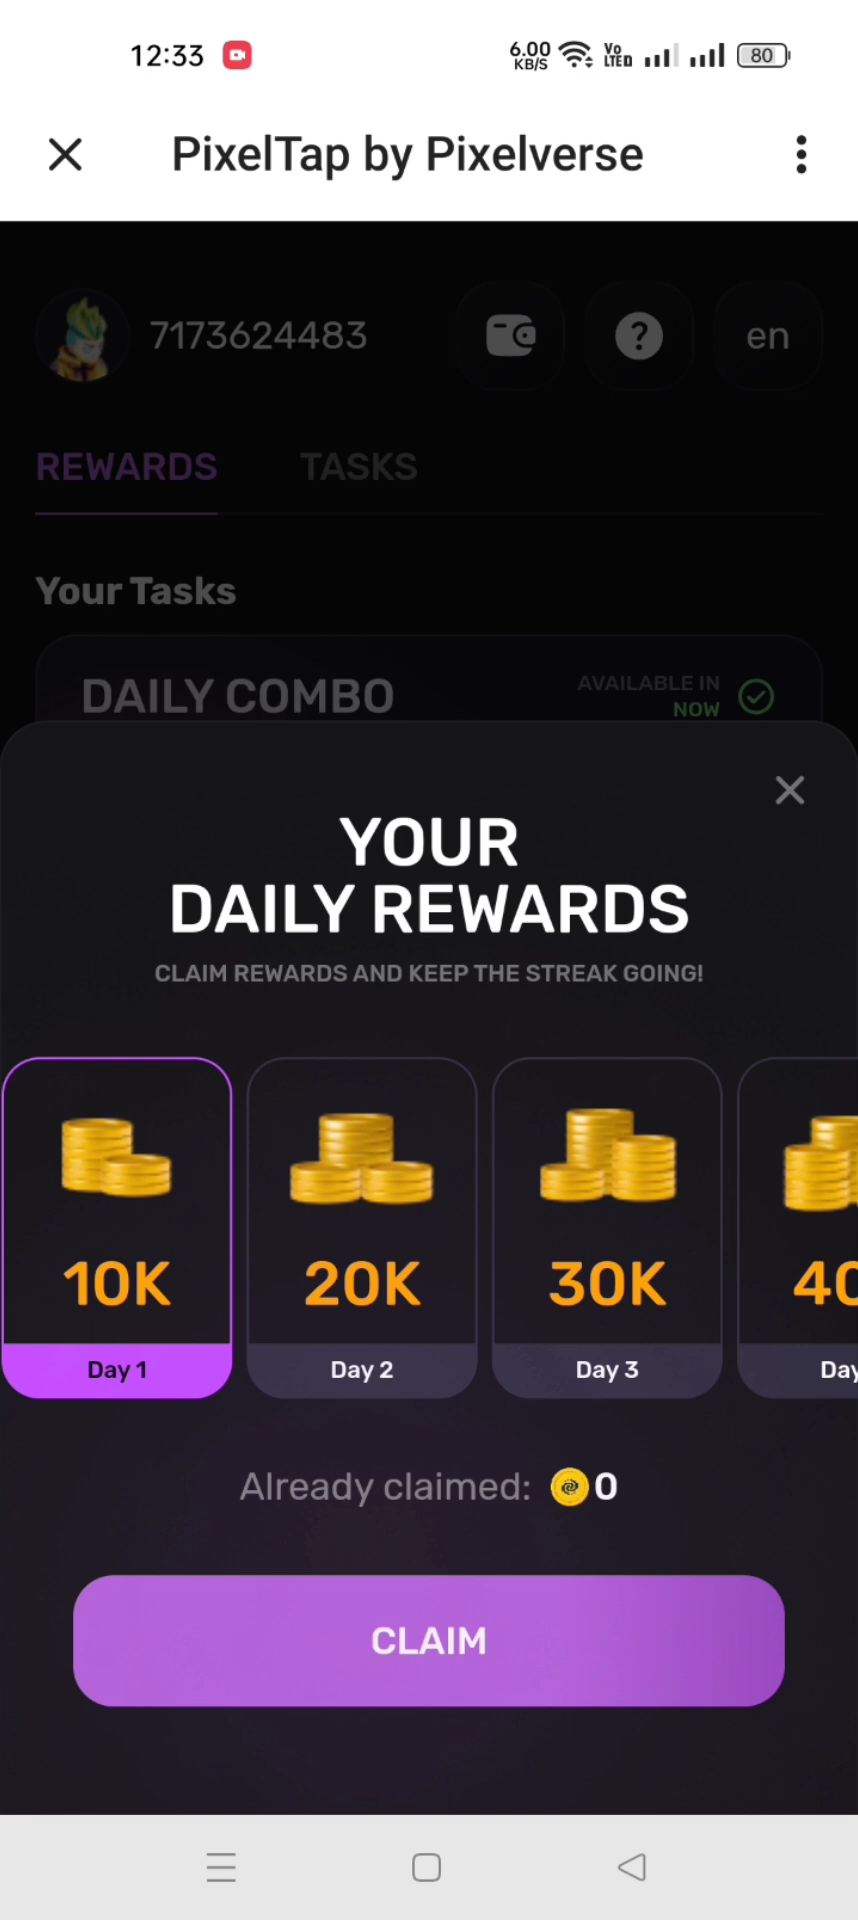 12:33
6.00
KB/S
Vo
LTE
80
PixelTap by Pixelverse
7173624483
en
REWARDS
TASKS
Your Tasks
DAILY COMBO
AVAILABLE IN
NOW
YOUR
DAILY REWARDS
CLAIM REWARDS AND KEEP THE STREAK GOING!
10K
20K
30K
Day 1
Day 2
Day 3
Already claimed: 0
CLAIM